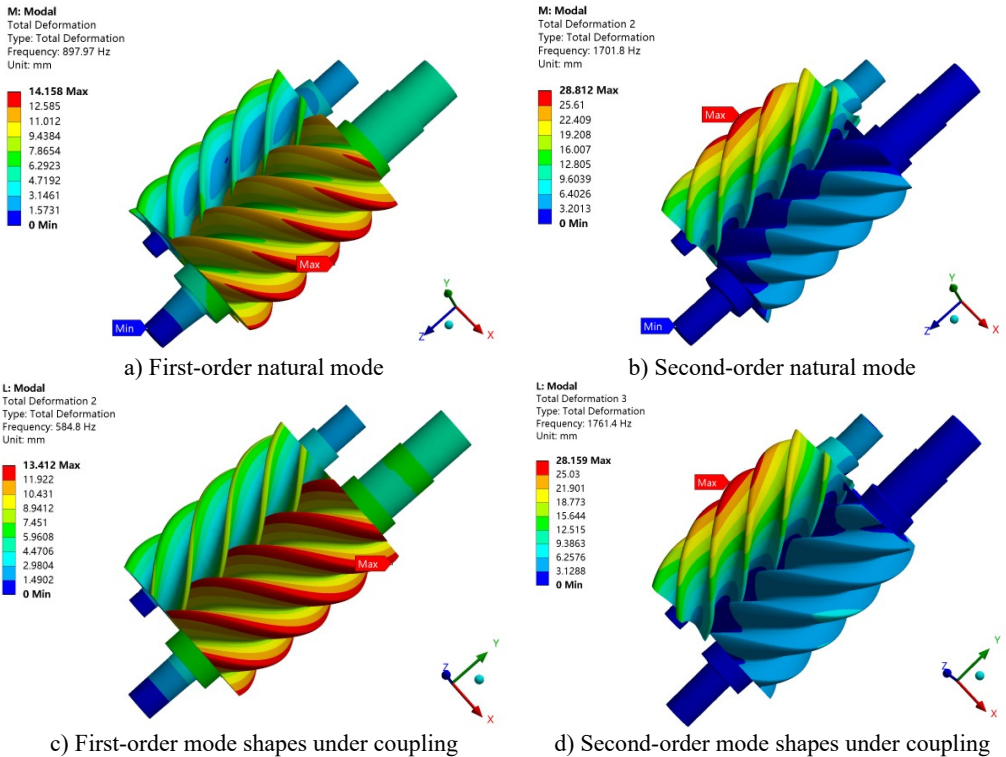 M: Modal
Total Deformation
Type: Total Deformation
Frequency: 897.97 Hz
Unit: mm
14.158 Max
12.585
11.012
9.4384
7.8654
6.2923
4.7192
3.1461
1.5731
0 Min
Max
Min
Y
Z
X
a) First-order natural mode
M: Modal
Total Deformation 2
Type: Total Deformation
Frequency: 1701.8 Hz
Unit: mm
28.812 Max
25.61
22.409
19.208
16.007
12.805
9.6039
6.4026
3.2013
0 Min
Max
Min
Y
Z
X
b) Second-order natural mode
L: Modal
Total Deformation 2
Type: Total Deformation
Frequency: 584.8 Hz
Unit: mm
13.412 Max
11.922
10.431
8.9412
7.451
5.9608
4.4706
2.9804
1.4902
0 Min
Max
Y
Z
X
c) First-order mode shapes under coupling
L: Modal
Total Deformation 3
Type: Total Deformation
Frequency: 1761.4 Hz
Unit: mm
28.159 Max
25.03
21.901
18.773
15.644
12.515
9.3863
6.2576
3.1288
0 Min
Max
Y
Z
X
d) Second-order mode shapes under coupling